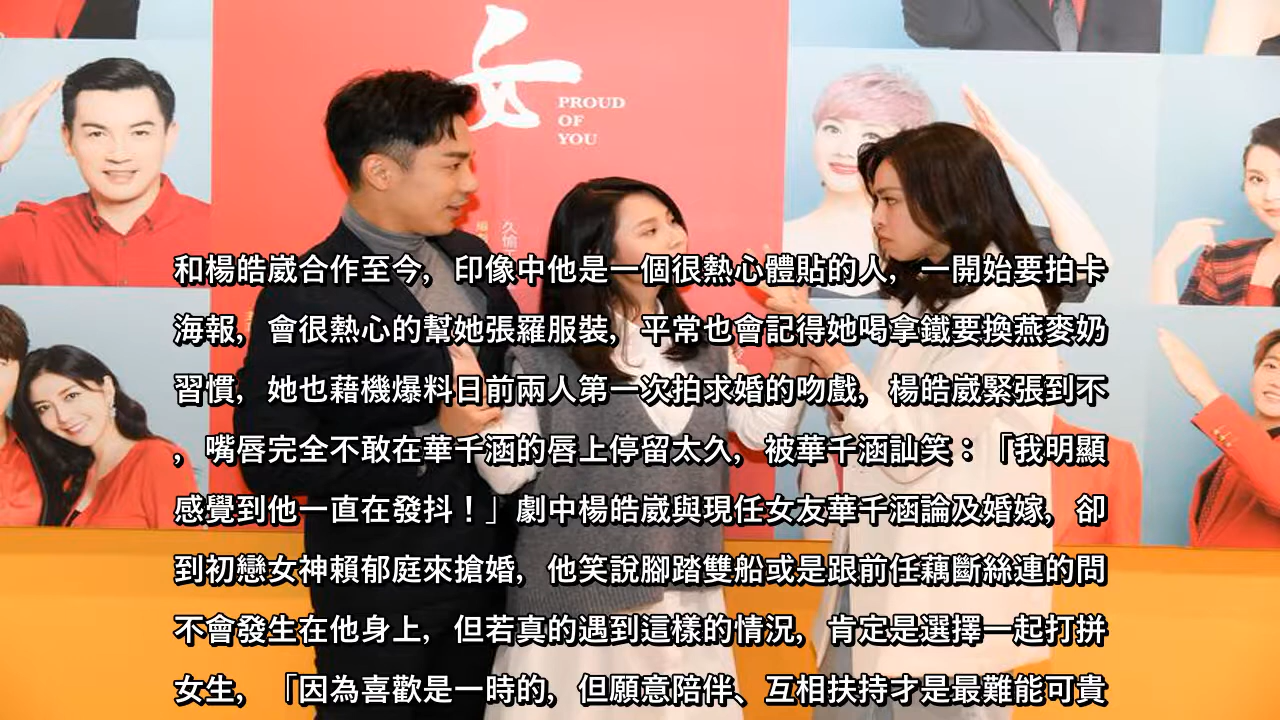 女
PROUD
OF
YOU
和楊皓崴合作至今，印像中他是一個很熱心體貼的人，一開始要拍卡
海報，會很熱心的幫她張羅服裝，平常也會記得她喝拿鐵要換燕麥奶
習慣，她也藉機爆料日前兩人第一次拍求婚的吻戲，楊皓崴緊張到不
，嘴唇完全不敢在華千涵的唇上停留太久，被華千涵訕笑：「我明顯
感覺到他一直在發抖！」劇中楊皓崴與現任女友華千涵論及婚嫁，卻
到初戀女神賴郁庭來搶婚，他笑說腳踏雙船或是跟前任藕斷絲連的問
不會發生在他身上，但若真的遇到這樣的情況，肯定是選擇一起打拼
女生，「因為喜歡是一時的，但願意陪伴、互相扶持才是最難能可貴